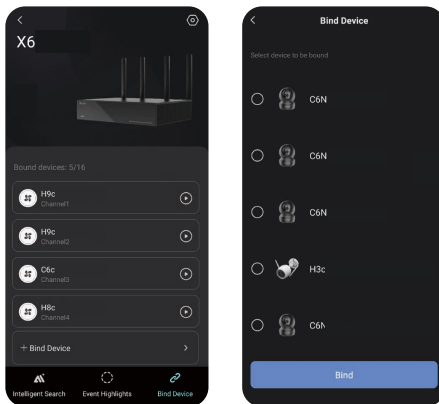 X6
Bound devices: 5/16
H9c
Channel1
H9c
Channel2
C6c
Channel3
H8c
Channel4
+ Bind Device
Intelligent Search
Event Highlights
Bind Device
Bind Device
Select device to be bound
C6N
C6N
C6N
H3c
C6N
Bind